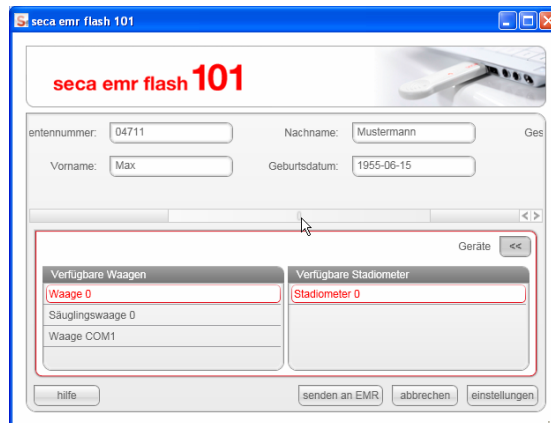 seca emr flash 101
seca emr flash 101
entennummer: 04711 Nachname: Mustermann Ges
Vorname: Max Geburtsdatum: 1955-06-15
Geräte <<
Verfügbare Waagen Verfügbare Stadiometer
Waage 0 Stadiometer 0
Säuglingswaage 0
Waage COM1
hilfe senden an EMR abbrechen einstellungen